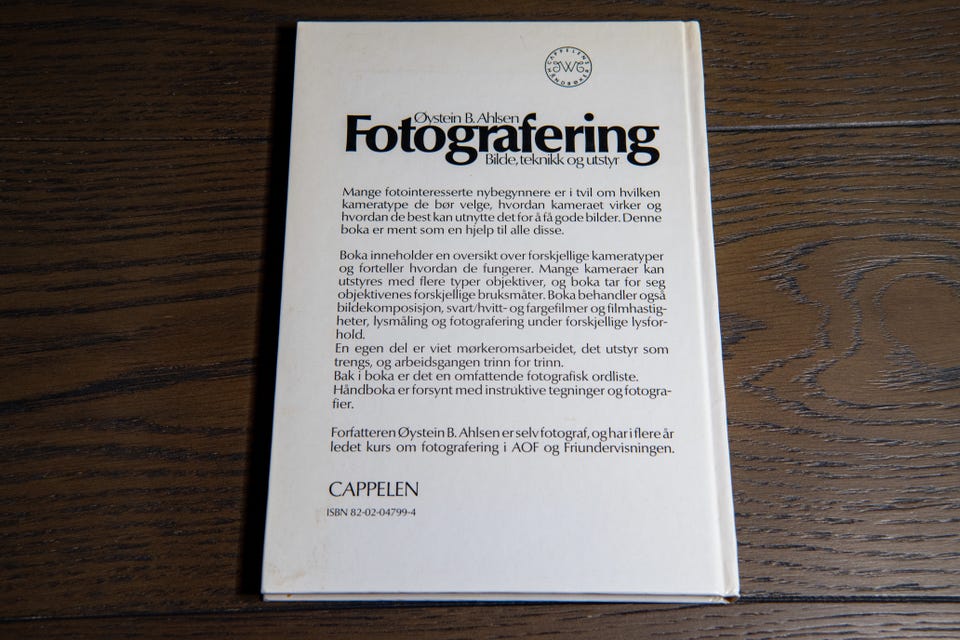 CAPPELENS HÅNDBØKER
Øystein B. Ahlsen
Fotografering
Bilde, teknikk og utstyr
Mange fotointeresserte nybegynnere er i tvil om hvilken
kameratype de bør velge, hvordan kameraet virker og
hvordan de best kan utnytte det for å få gode bilder. Denne
boka er ment som en hjelp til alle disse.
Boka inneholder en oversikt over forskjellige kameratyper
og forteller hvordan de fungerer. Mange kameraer kan
utstyres med flere typer objektiver, og boka tar for seg
objektivenes forskjellige bruksmåter. Boka behandler også
bildekomposisjon, svart/hvitt- og fargefilmer og filmhastig-
heter, lysmåling og fotografering under forskjellige lysfor-
hold.
En egen del er viet mørkeromsarbeidet, det utstyr som
trengs, og arbeidsgangen trinn for trinn.
Bak i boka er det en omfattende fotografisk ordliste.
Håndboka er forsynt med instruktive tegninger og fotogra-
fier.
Forfatteren Øystein B. Ahlsen er selv fotograf, og har i flere år
ledet kurs om fotografering i AOF og Friundervisningen.
CAPPELEN
ISBN 82-02-04799-4